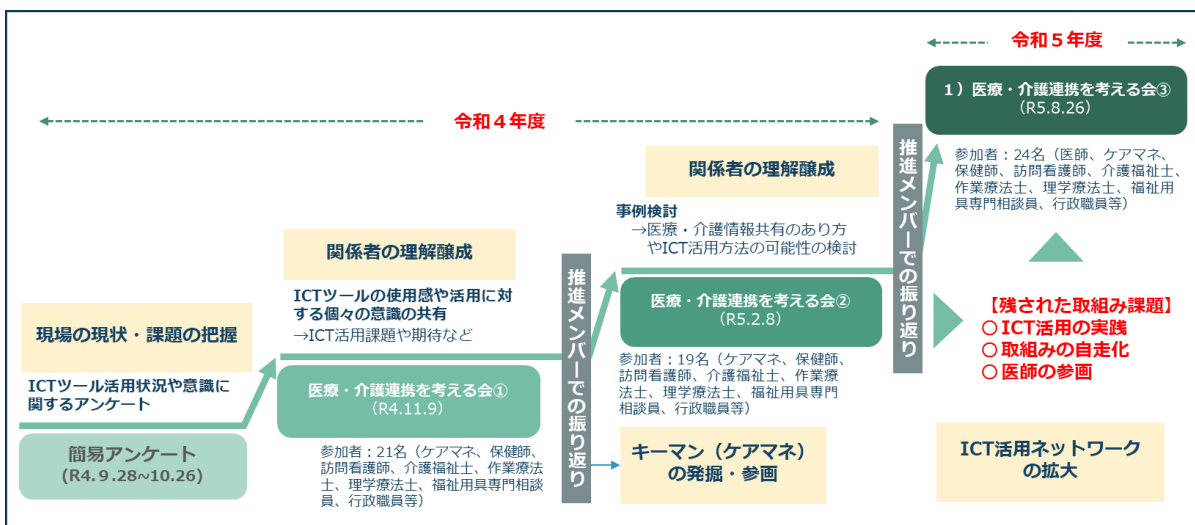 令和５年度
１）医療・介護連携を考える会③
（R5.8.26）
参加者：24名（医師、ケアマネ、
保健師、訪問看護師、介護福祉士、
作業療法士、理学療法士、福祉用
具専門相談員、行政職員等）
令和４年度
推進メンバーでの振り返り
関係者の理解醸成
事例検討
→医療・介護情報共有のあり方
やICT活用方法の可能性の検討
医療・介護連携を考える会②
（R5.2.8）
参加者：19名（ケアマネ、保健師、
訪問看護師、介護福祉士、作業療
法士、理学療法士、福祉用具専門
相談員、行政職員等）
キーマン（ケアマネ）
の発掘・参画
【残された取組み課題】
〇ICT活用の実践
〇取組みの自走化
〇医師の参画
ICT活用ネットワーク
の拡大
推進メンバーでの振り返り
関係者の理解醸成
ICTツールの使用感や活用に対
する個々の意識の共有
→ICT活用課題や期待など
医療・介護連携を考える会①
（R4.11.9）
参加者：21名（ケアマネ、保健師、
訪問看護師、介護福祉士、作業療法
士、理学療法士、福祉用具専門相談
員、行政職員等）
現場の現状・課題の把握
ICTツール活用状況や意識に
関するアンケート
簡易アンケート
（R4.９.28~10.26）